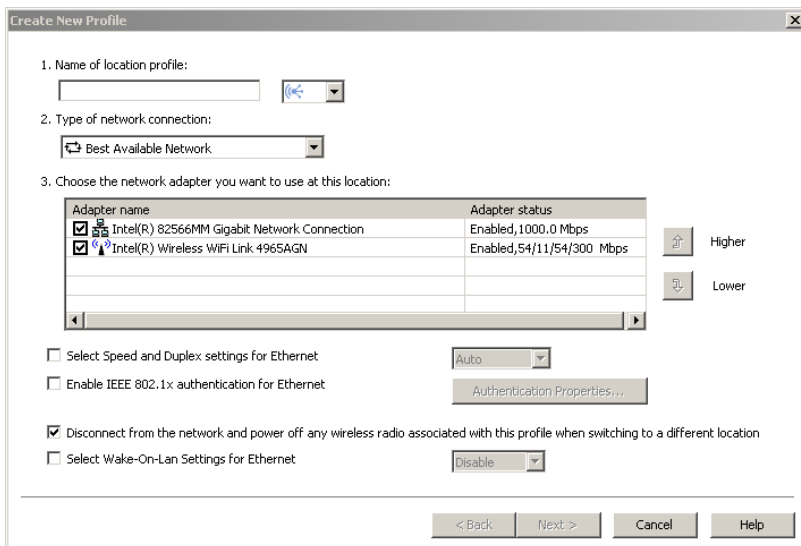 Create New Profile
1. Name of location profile:
2. Type of network connection:
Best Available Network
3. Choose the network adapter you want to use at this location:
Adapter name Adapter status
Intel(R) 82566MM Gigabit Network Connection Enabled,1000.0 Mbps
Intel(R) Wireless WiFi Link 4965AGN Enabled,54/11/54/300 Mbps
Higher
Lower
Select Speed and Duplex settings for Ethernet Auto
Enable IEEE 802.1x authentication for Ethernet Authentication Properties...
Disconnect from the network and power off any wireless radio associated with this profile when switching to a different location
Select Wake-On-Lan Settings for Ethernet Disable
< Back Next > Cancel Help